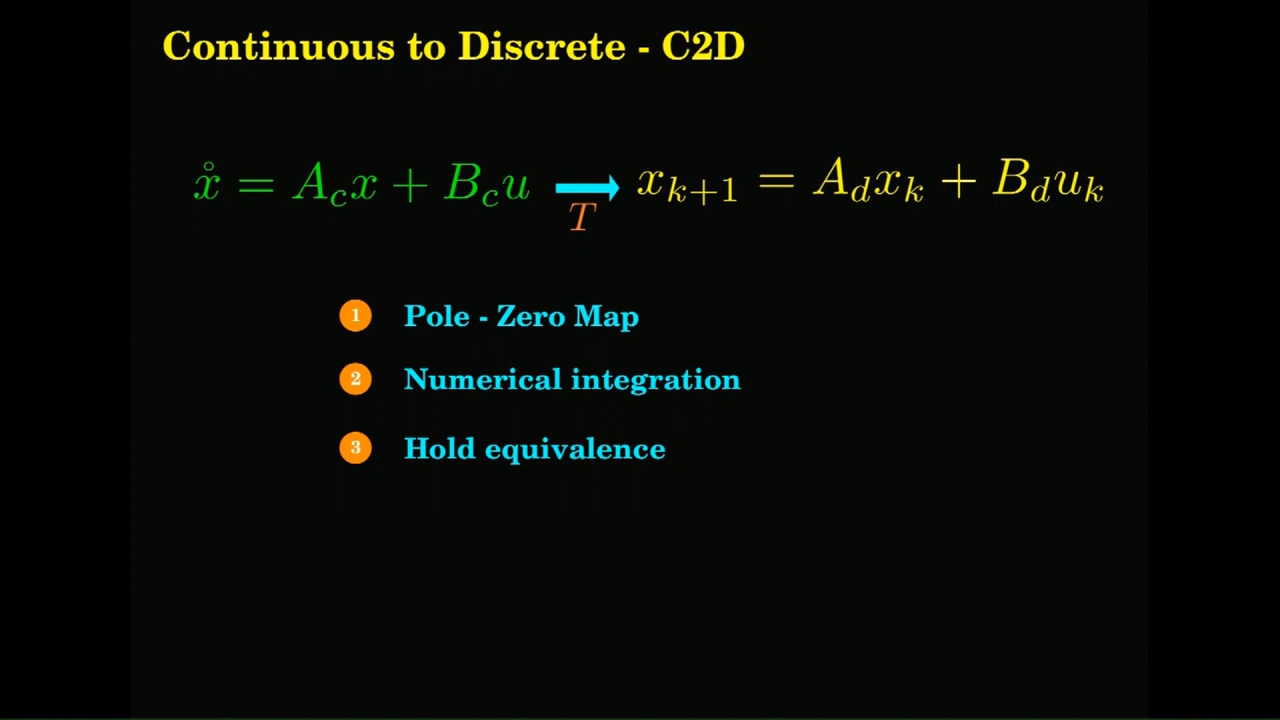 Continuous to Discrete - C2D
x̊ = A_c x + B_c u → x_{k+1} = A_d x_k + B_d u_k
T
1 Pole - Zero Map
2 Numerical integration
3 Hold equivalence